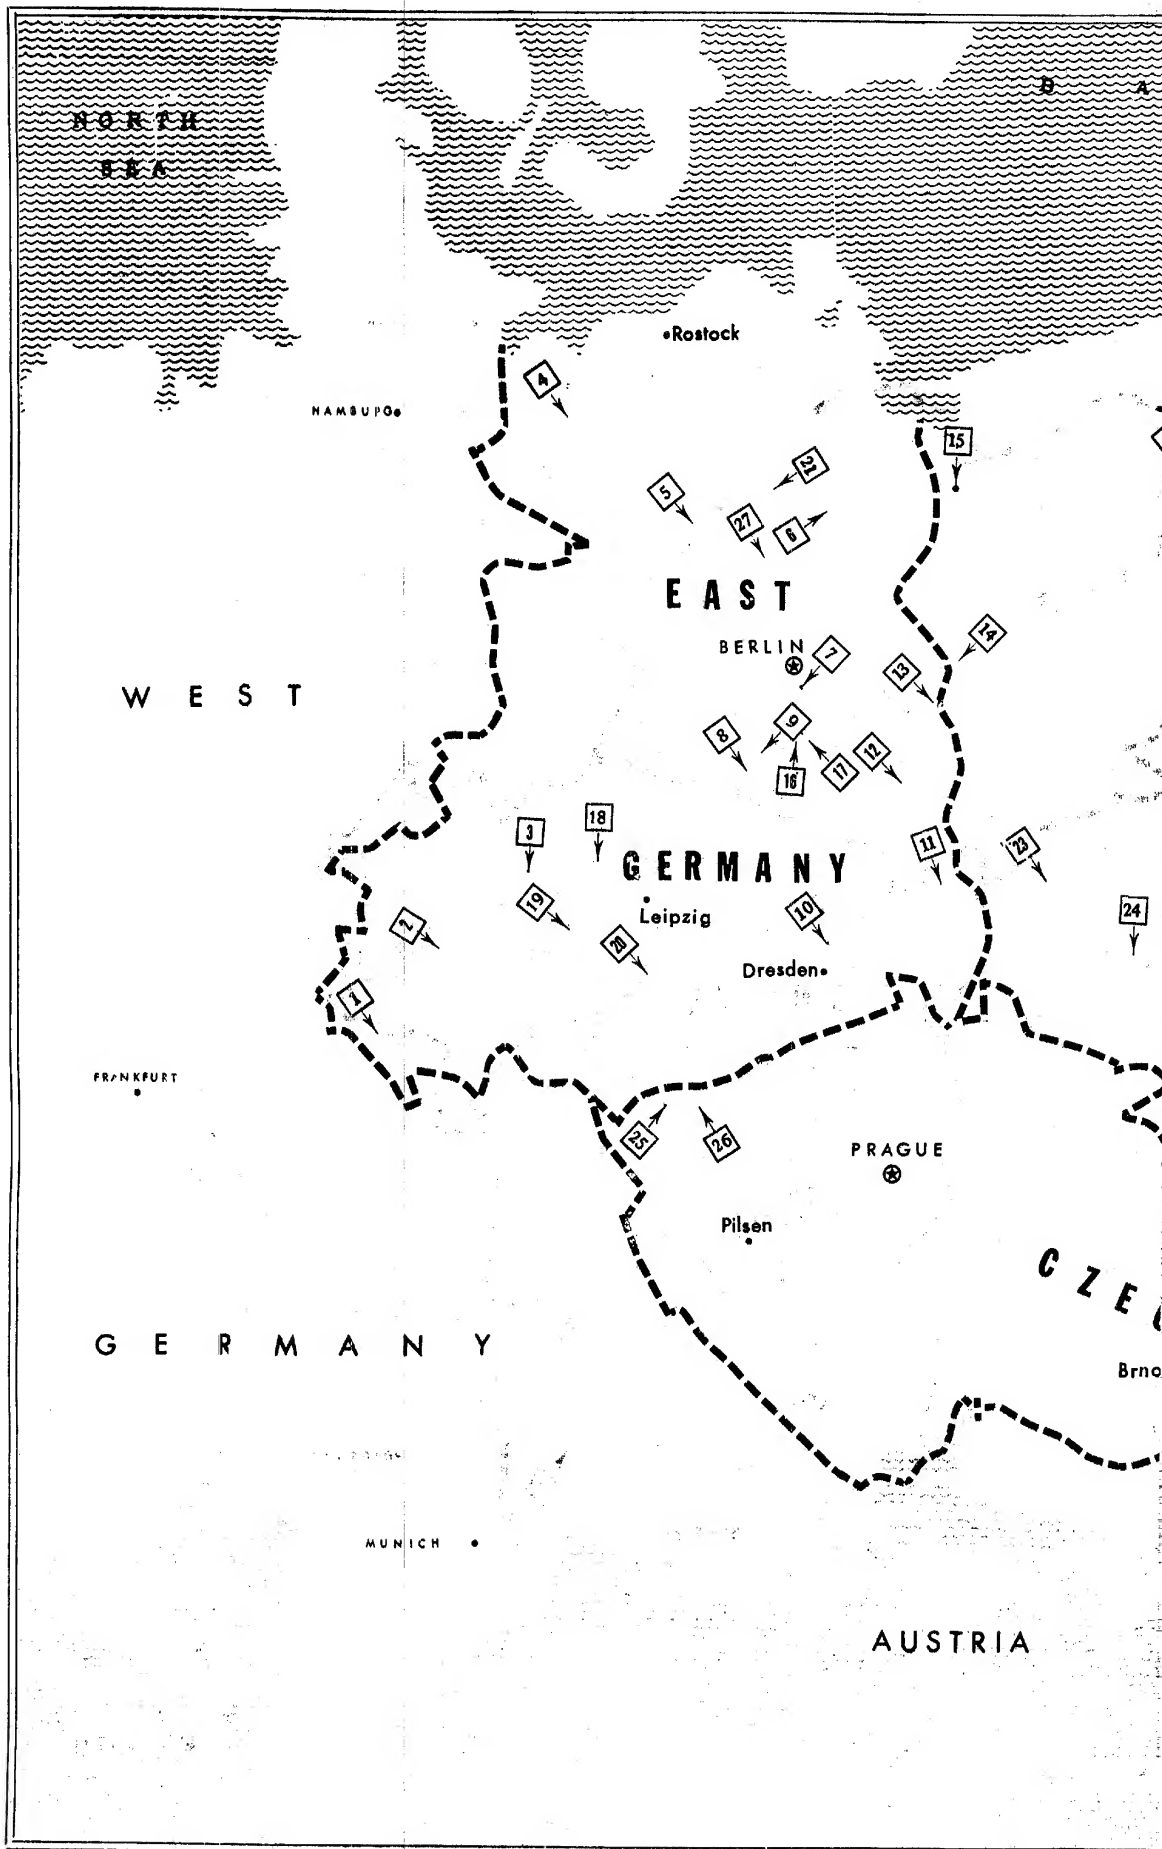 B A
NORTH
SEA
Rostock
4
HAMBURG
15
21
5
27
6
EAST
14
BERLIN
7
13
WEST
9
8
12
16
17
18
3
11
23
GERMANY
19
10
24
2
Leipzig
20
Dresden
1
FRANKFURT
25
26
PRAGUE
Pilsen
CZE
GERMANY
Brno
MUNICH
AUSTRIA